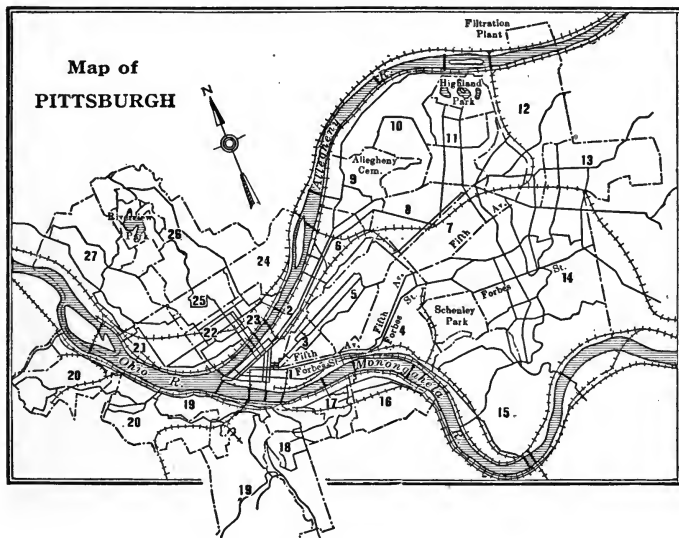 Map of
PITTSBURGH
N
Filtration
Plant
Highland
Park
12
10
11
Allegheny
Cem.
13
Allegheny R.
9
8
7
Fifth Av.
6
Riverview
Park
26
27
24
25
22
23
2
21
5
3
Fifth Av.
Forbes St.
Fifth Av.
Forbes St.
4
Schenley
Park
Forbes St.
14
Ohio R.
Monongahela R.
20
19
20
17
16
15
18
19